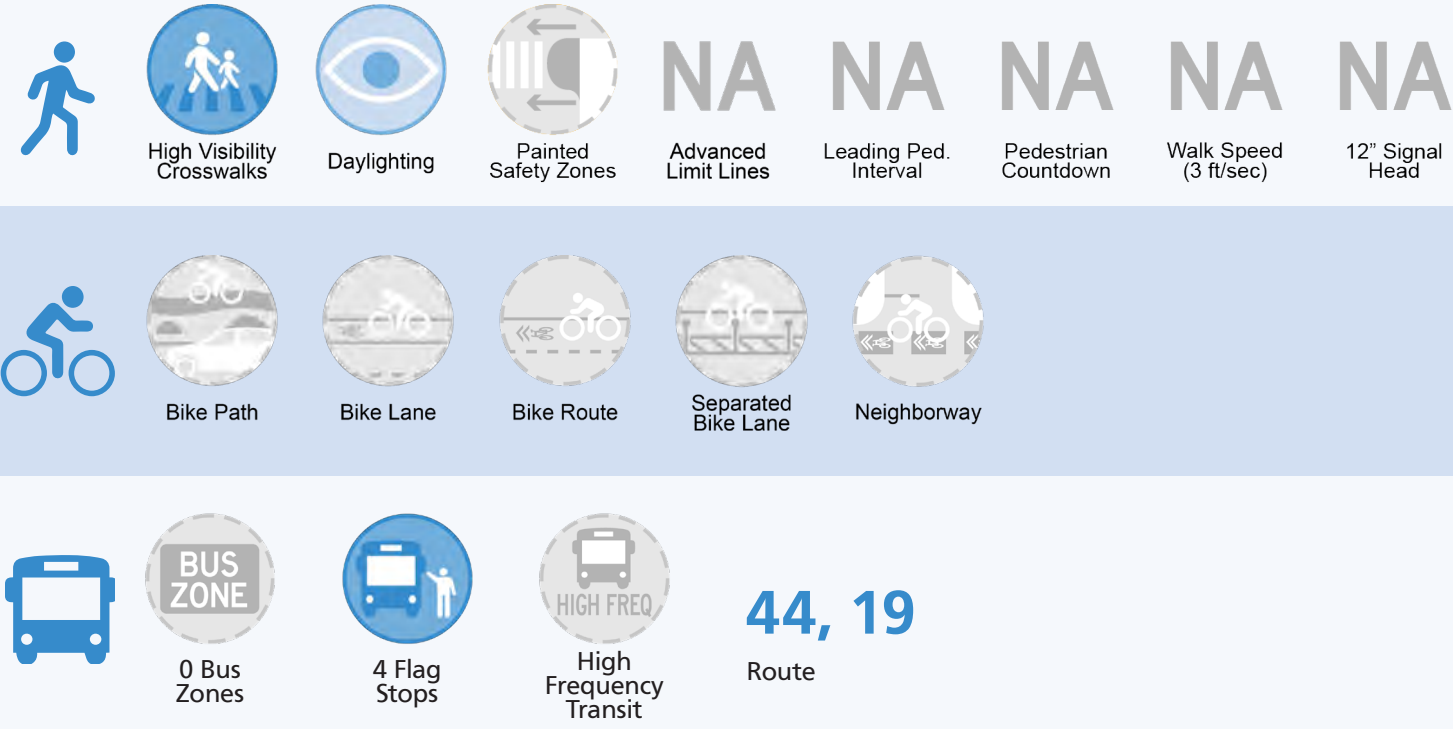 NA NA NA NA NA
High Visibility
Crosswalks
Daylighting
Painted
Safety Zones
Advanced
Limit Lines
Leading Ped.
Interval
Pedestrian
Countdown
Walk Speed
(3 ft/sec)
12” Signal
Head
Bike Path
Bike Lane
Bike Route
Separated
Bike Lane
Neighborway
BUS
ZONE
0 Bus
Zones
4 Flag
Stops
HIGH FREQ
High
Frequency
Transit
44, 19
Route